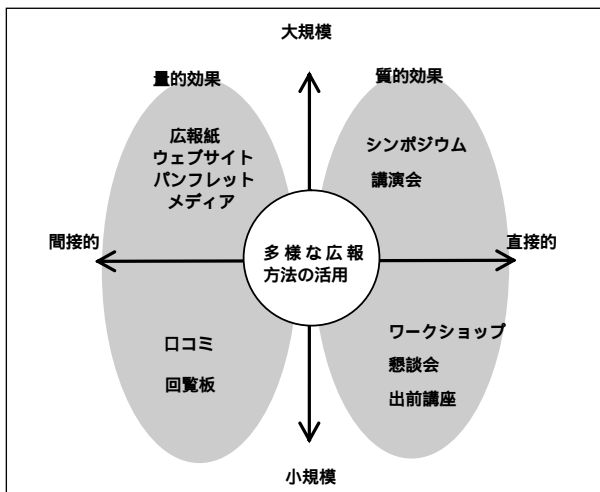 大規模
量的効果
質的効果
広報紙
ウェブサイト
パンフレット
メディア
シンポジウム
講演会
間接的
多様な広報
方法の活用
直接的
口コミ
回覧板
ワークショップ
懇談会
出前講座
小規模